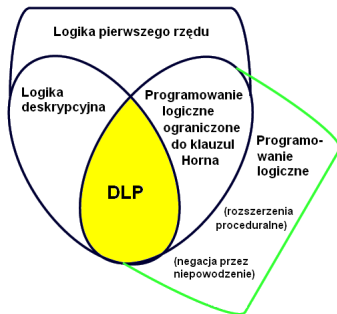 Logika pierwszego rzędu
Logika
deskrypcyjna
Programowanie
logiczne
ograniczone
do klauzul
Horna
Programo-
wanie
logiczne
DLP
(rozszerzenia
proceduralne)
(negacja przez
niepowodzenie)